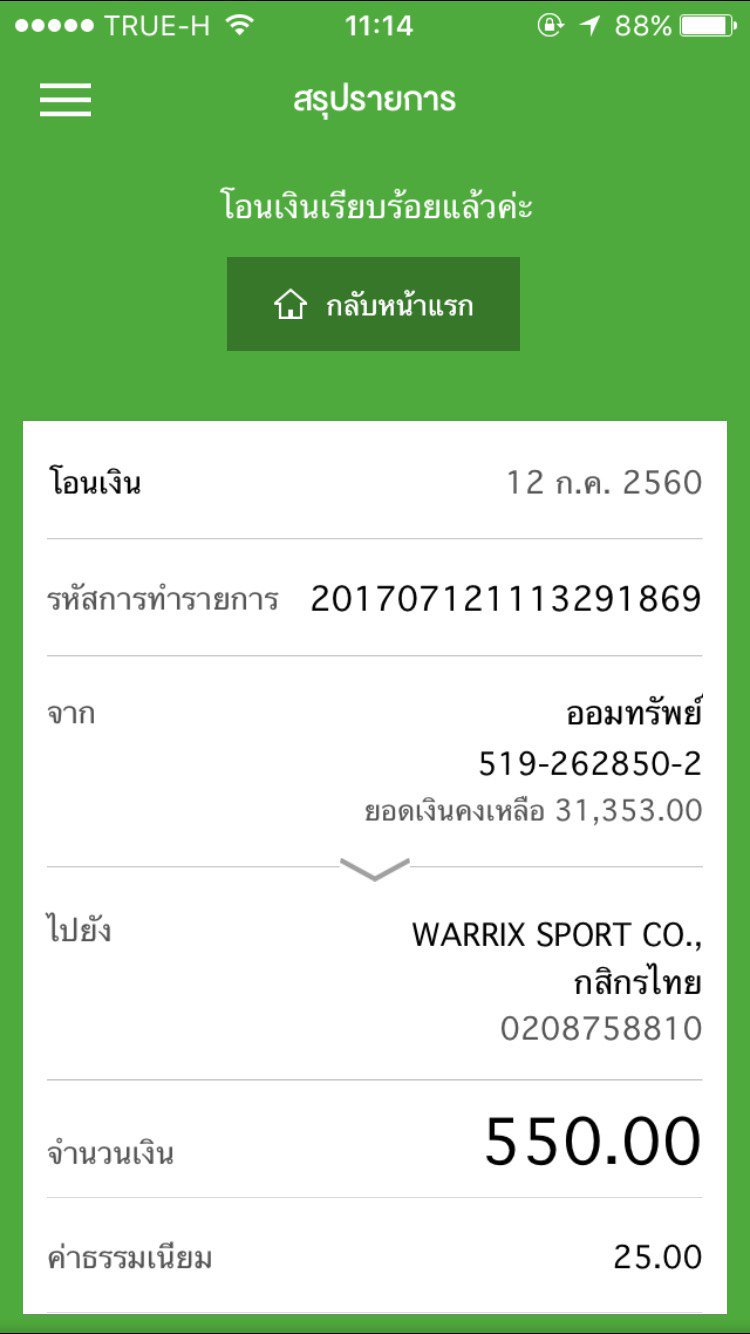 TRUE-H 11:14 88%
สรุปรายการ
โอนเงินเรียบร้อยแล้วค่ะ
กลับหน้าแรก
โอนเงิน 12 ก.ค. 2560
รหัสการทำรายการ 201707121113291869
จาก ออมทรัพย์
519-262850-2
ยอดเงินคงเหลือ 31,353.00
ไปยัง WARRIX SPORT CO.,
กสิกรไทย
0208758810
จำนวนเงิน 550.00
ค่าธรรมเนียม 25.00